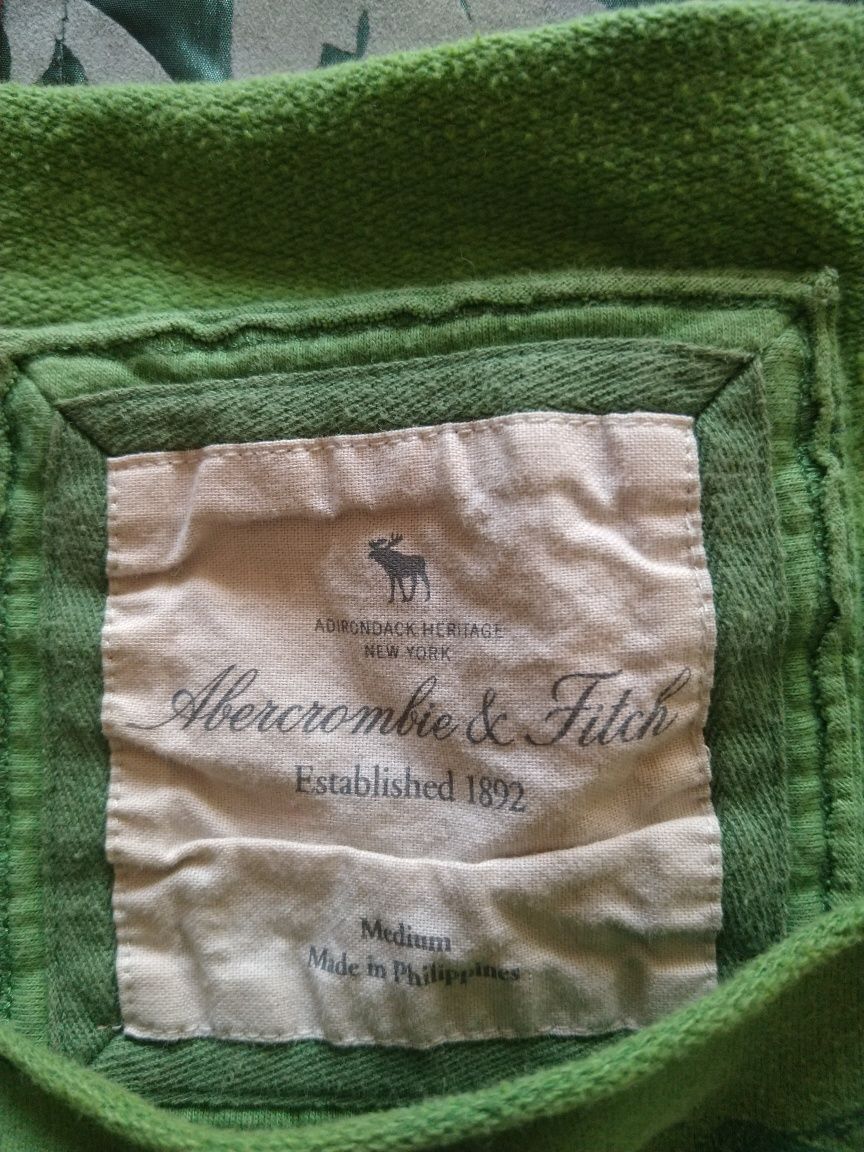 ADIRONDACK HERITAGE
NEW YORK
Abercrombie & Fitch
Established 1892
Medium
Made in Philippines